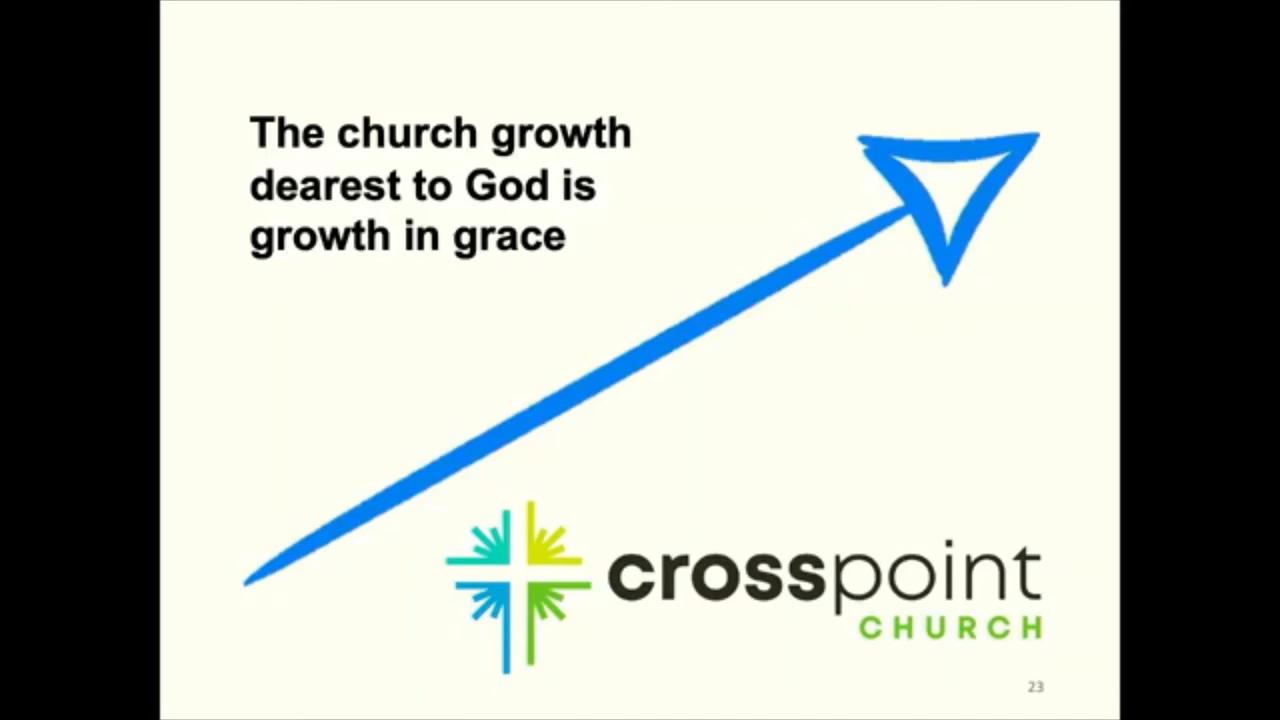 The church growth
dearest to God is
growth in grace
crosspoint
CHURCH
23